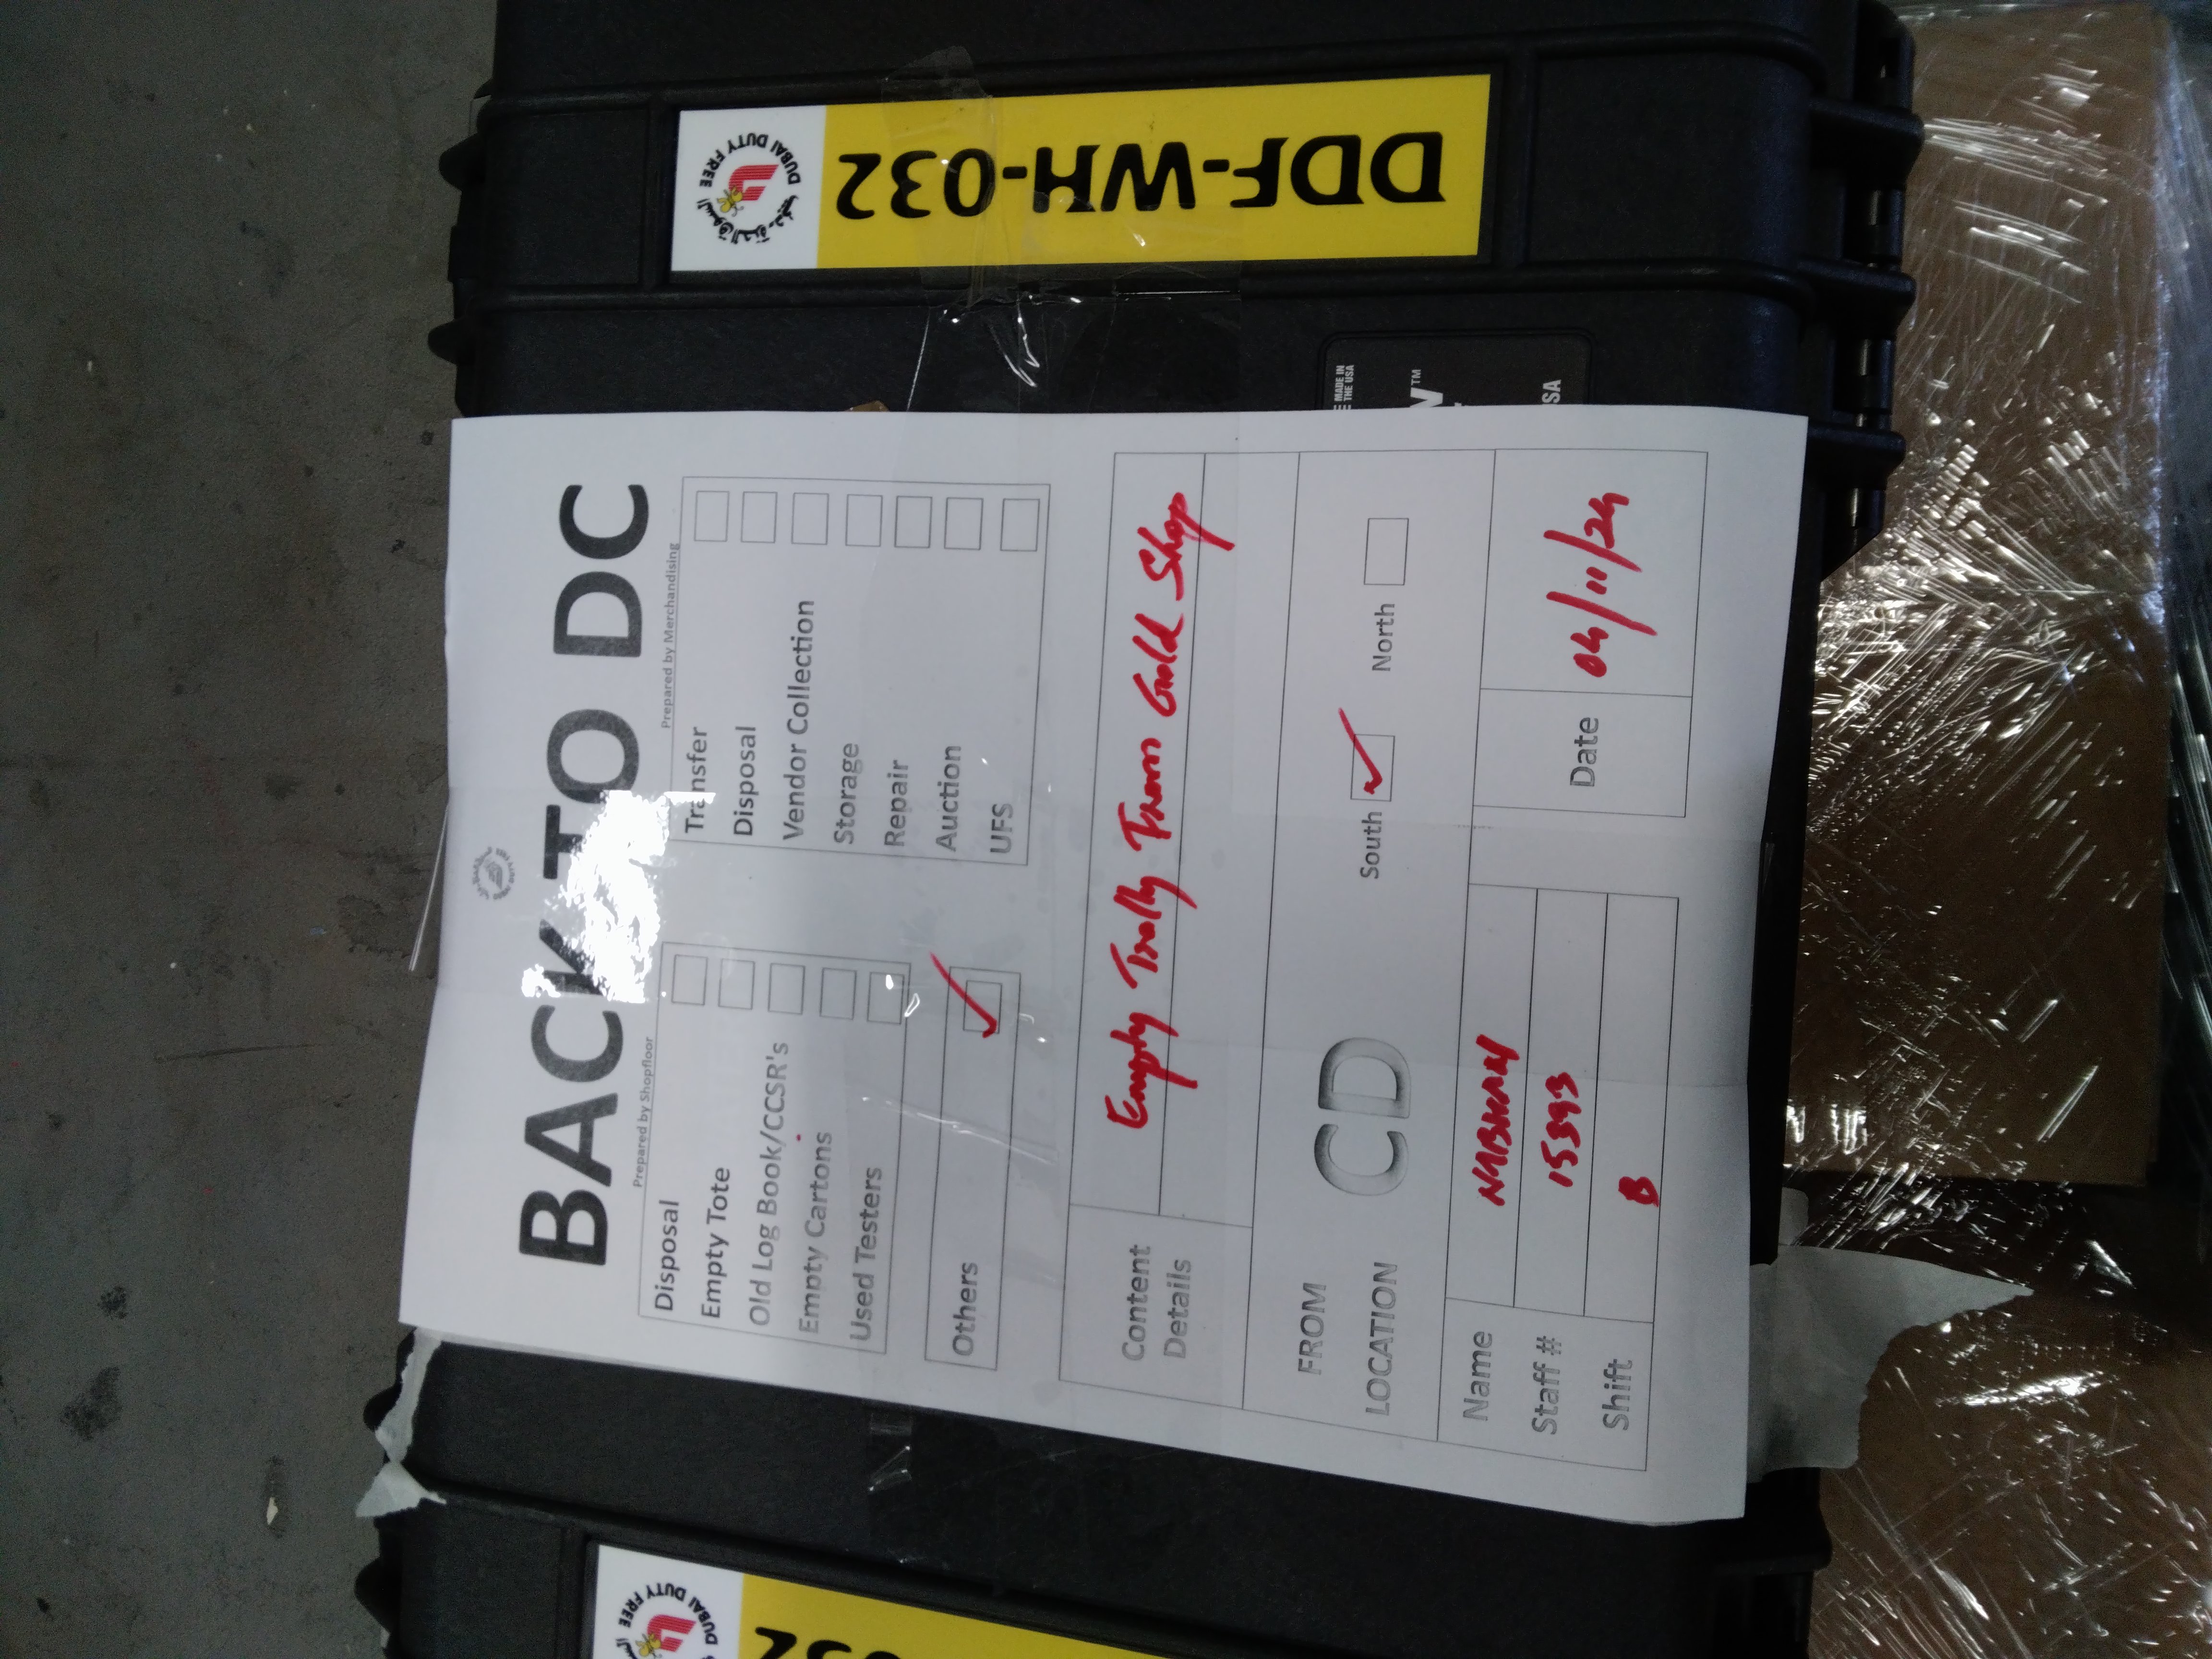 DUBAI DUTY FREE
DDF-WH-032
MADE IN
THE USA
BACK TO DC
Prepared by Shopfloor
Disposal
Empty Tote
Old Log Book/CCSR's
Empty Cartons
Used Testers
Others ✓
Prepared by Merchandising
Transfer
Disposal
Vendor Collection
Storage
Repair
Auction
UFS
Content
Details
Empty Trolly From Gold Shop
FROM
LOCATION
CD
South ✓ North
Name
Staff # 15393
Shift B
Date 04/11/24
DUBAI DUTY FREE